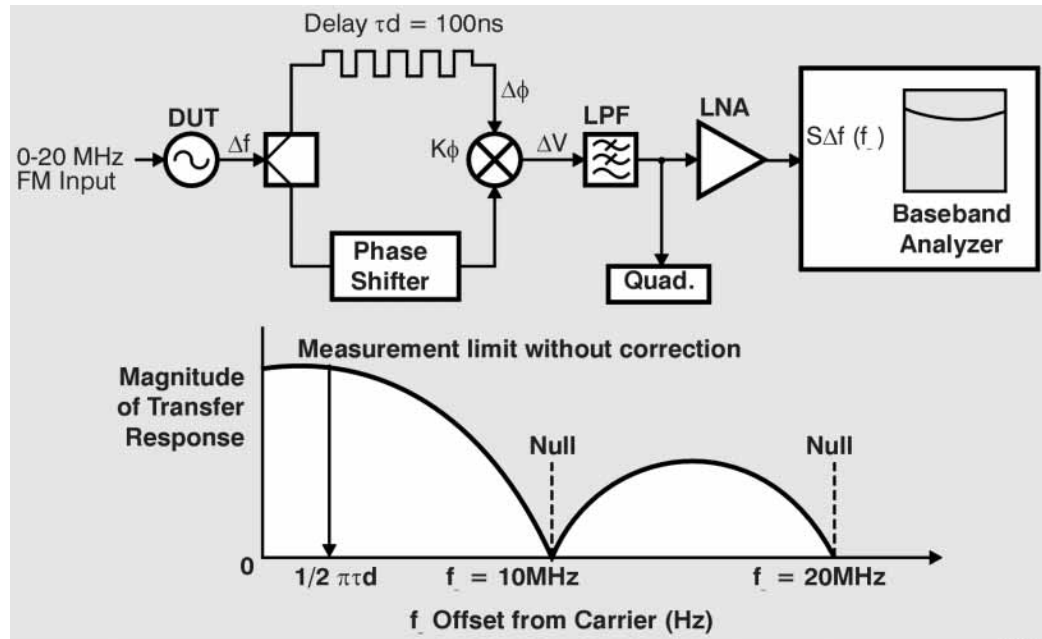 Delay τd = 100ns
Δϕ
DUT
LPF
LNA
0-20 MHz
FM Input
Δf
Kϕ
ΔV
SΔf (f_)
Phase
Shifter
Quad.
Baseband
Analyzer
Measurement limit without correction
Magnitude
of Transfer
Response
Null
Null
0
1/2 πτd
f_ = 10MHz
f_ = 20MHz
f_ Offset from Carrier (Hz)